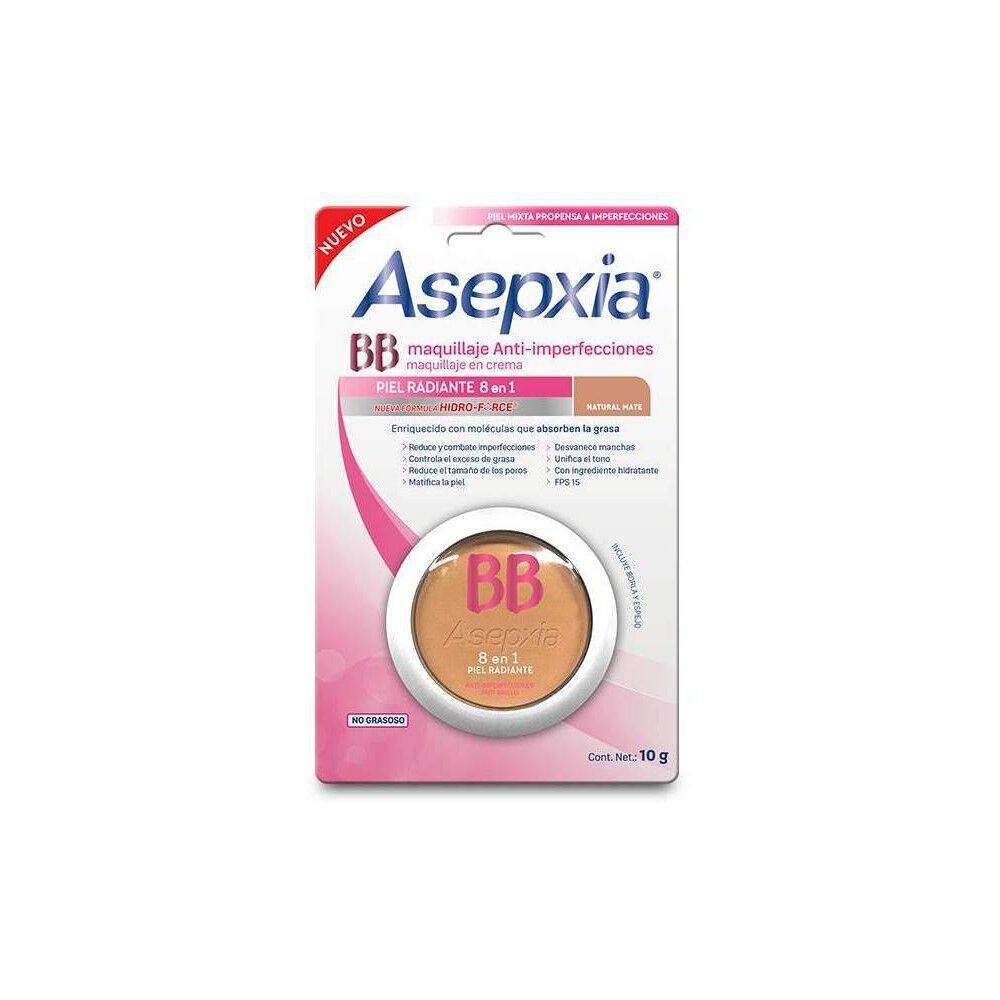 NUEVO
PIEL MIXTA PROPENSA A IMPERFECCIONES
Asepxia®
BB maquillaje Anti-imperfecciones
maquillaje en crema
PIEL RADIANTE 8 en 1
NUEVA FÓRMULA HIDRO-FORCE
NATURAL MATE
Enriquecido con moléculas que absorben la grasa
> Reduce y combate imperfecciones
> Controla el exceso de grasa
> Reduce el tamaño de los poros
> Matifica la piel
> Desvanece manchas
> Unifica el tono
> Con ingrediente hidratante
> FPS 15
INCLUYE BORLA Y ESPEJO
BB
Asepxia
8 en 1
PIEL RADIANTE
ANTI-IMPERFECCIONES
NO GRASOSO
Cont. Net.: 10 g